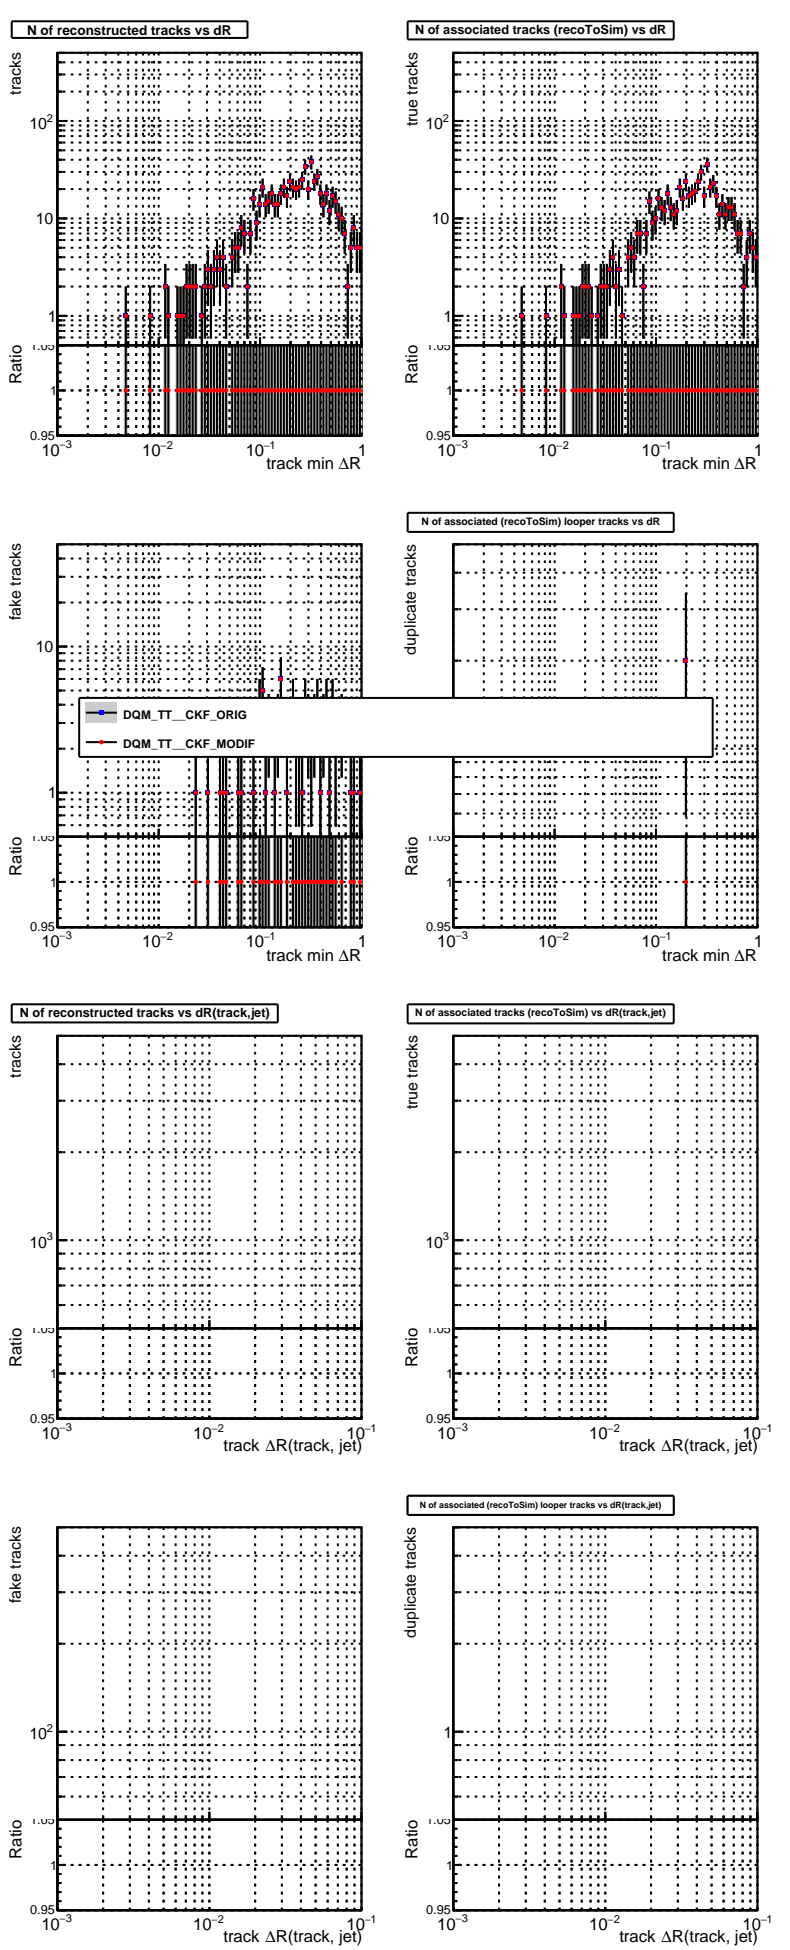 N of reconstructed tracks vs dR
N of associated tracks (recoToSim) vs dR
tracks
10²
10
1
Ratio
1.05
1
0.95
10⁻³
10⁻²
10⁻¹
1
track min ΔR
true tracks
10²
10
1
Ratio
1.05
1
0.95
10⁻³
10⁻²
10⁻¹
1
track min ΔR
N of associated (recoToSim) looper tracks vs dR
fake tracks
10
1
Ratio
1.05
1
0.95
10⁻³
10⁻²
10⁻¹
1
track min ΔR
duplicate tracks
Ratio
1.05
1
0.95
10⁻³
10⁻²
10⁻¹
1
track min ΔR
DQM_TT__CKF_ORIG
DQM_TT__CKF_MODIF
N of reconstructed tracks vs dR(track,jet)
N of associated tracks (recoToSim) vs dR(track,jet)
tracks
10³
Ratio
1.05
1
0.95
10⁻³
10⁻²
10⁻¹
track ΔR(track, jet)
true tracks
10³
Ratio
1.05
1
0.95
10⁻³
10⁻²
10⁻¹
track ΔR(track, jet)
N of associated (recoToSim) looper tracks vs dR(track,jet)
fake tracks
10²
Ratio
1.05
1
0.95
10⁻³
10⁻²
10⁻¹
track ΔR(track, jet)
duplicate tracks
1
Ratio
1.05
1
0.95
10⁻³
10⁻²
10⁻¹
track ΔR(track, jet)